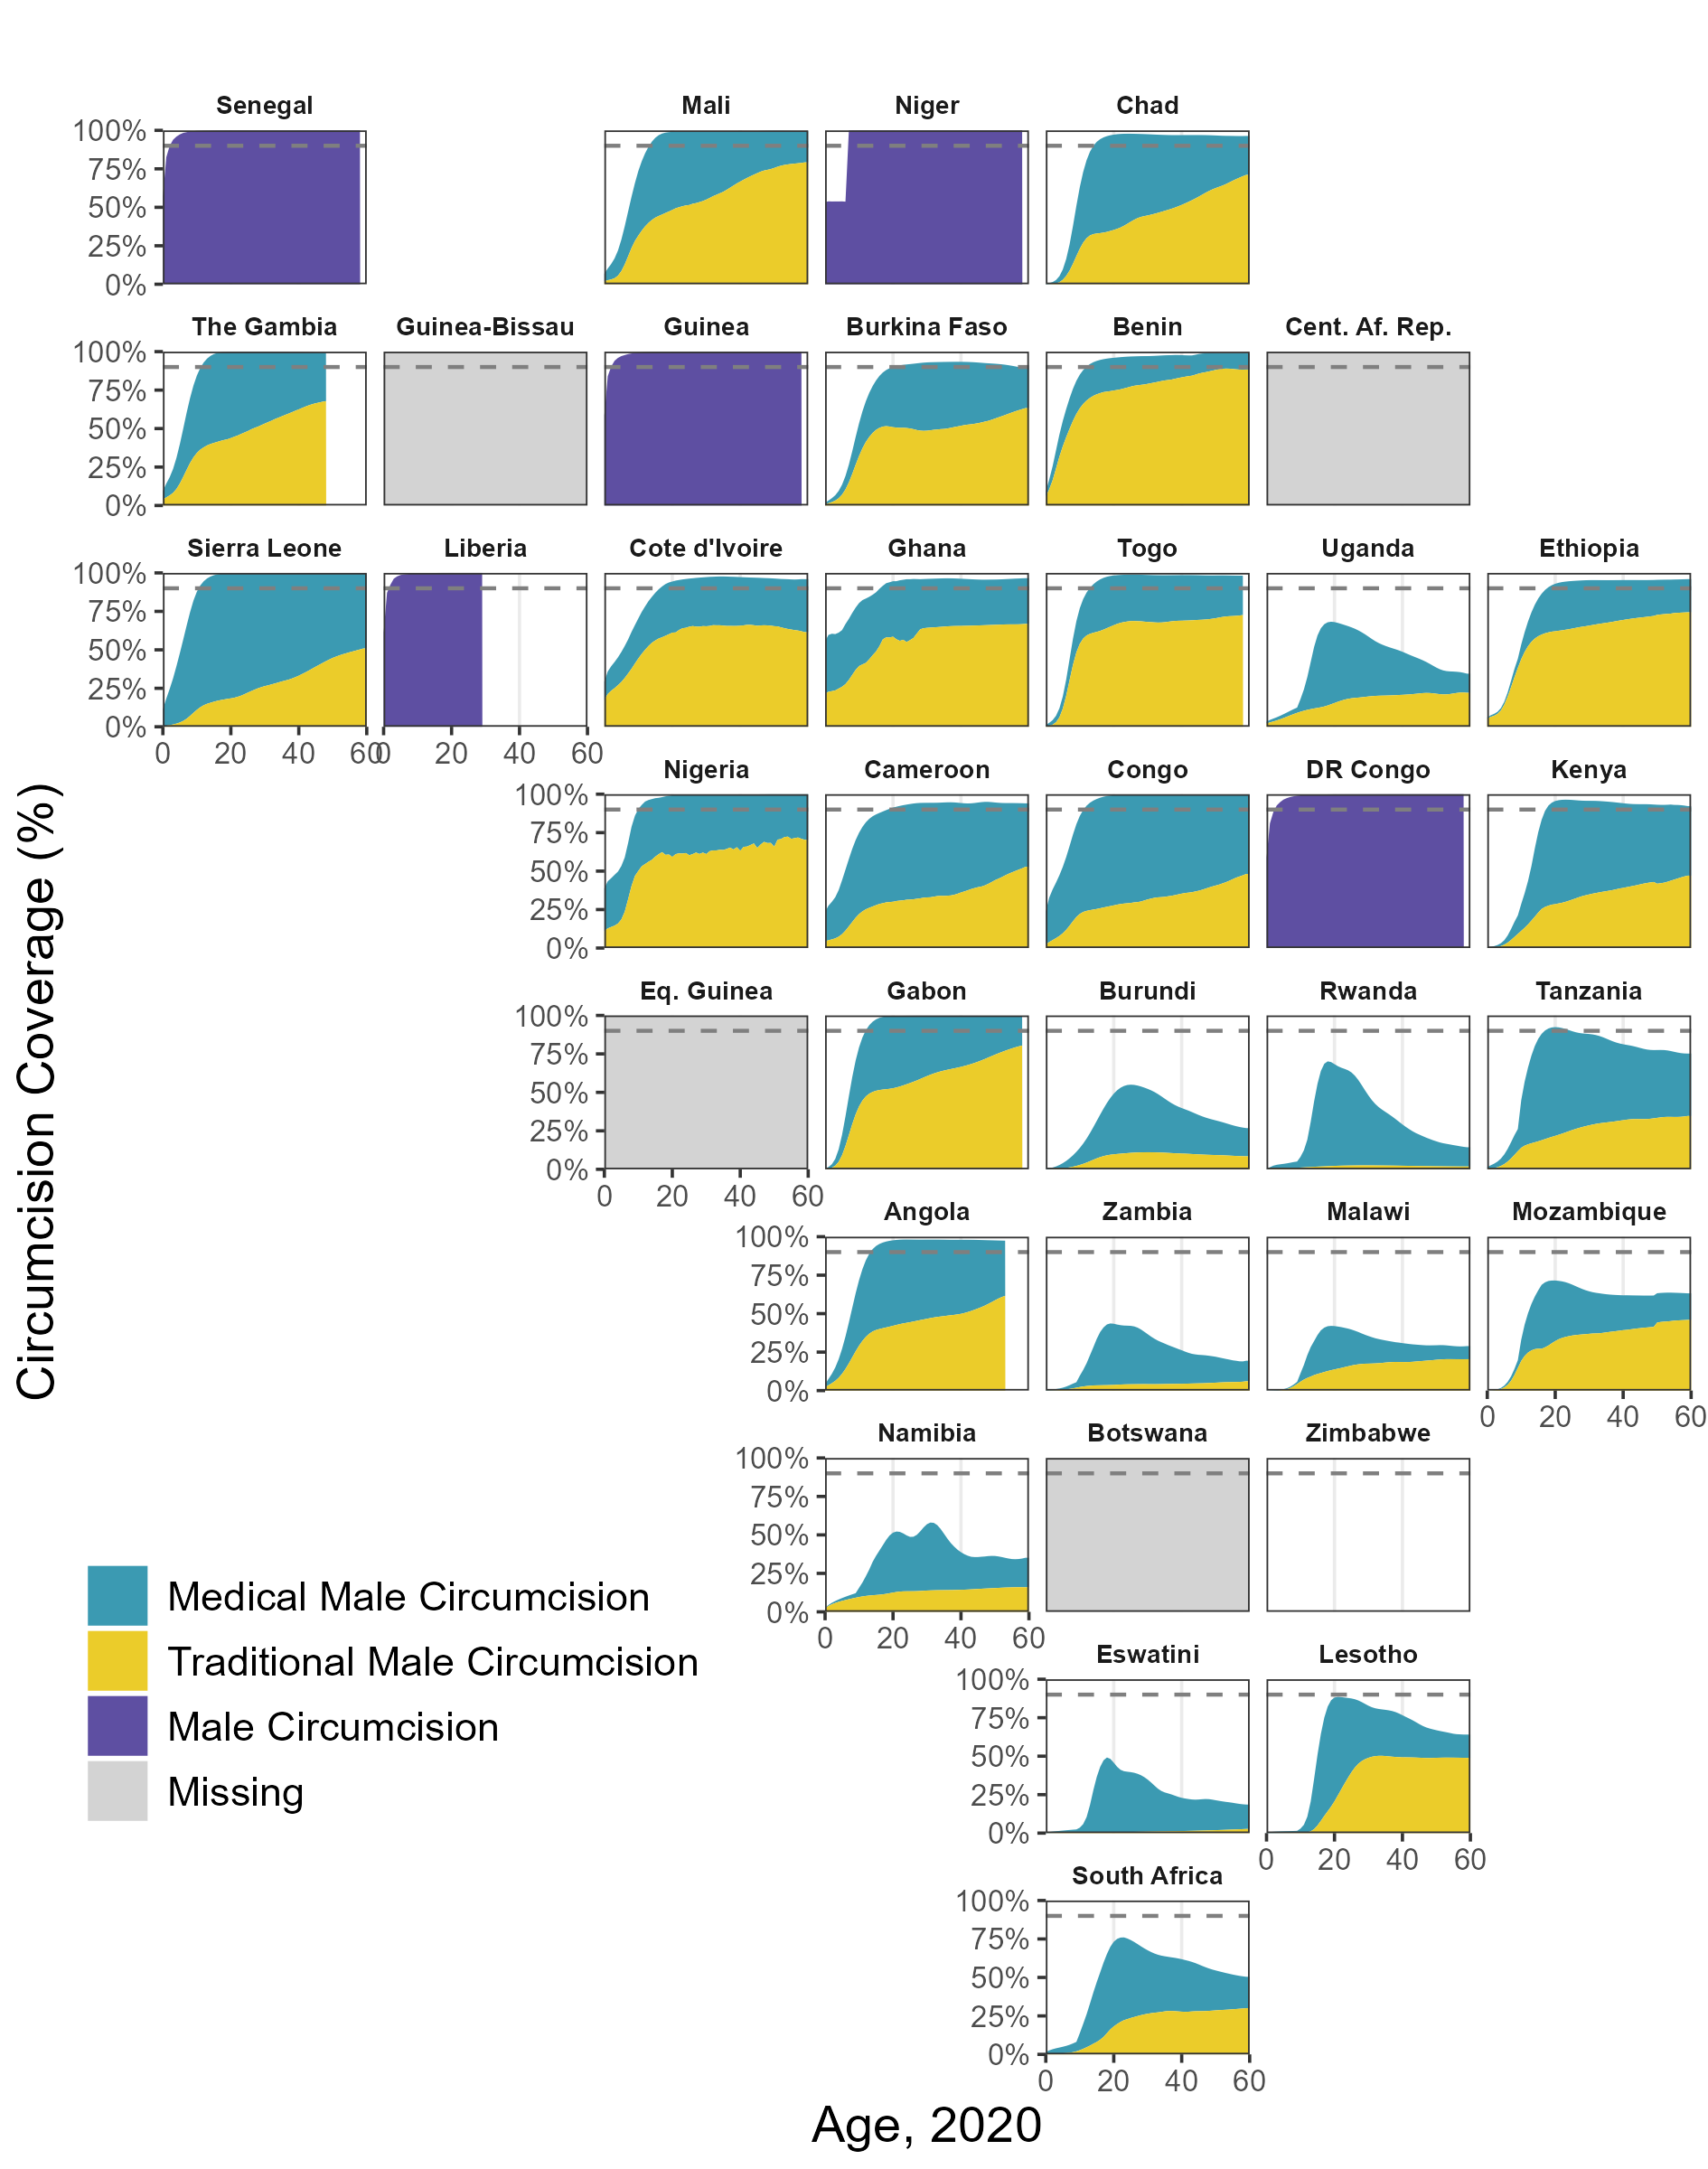 Senegal Mali Niger Chad
100%
75%
50%
25%
0%
The Gambia Guinea-Bissau Guinea Burkina Faso Benin Cent. Af. Rep.
100%
75%
50%
25%
0%
Sierra Leone Liberia Cote d'Ivoire Ghana Togo Uganda Ethiopia
100%
75%
50%
25%
0%
0 20 40 60 0 20 40 60
Nigeria Cameroon Congo DR Congo Kenya
100%
75%
50%
25%
0%
Eq. Guinea Gabon Burundi Rwanda Tanzania
100%
75%
50%
25%
0%
0 20 40 60
Angola Zambia Malawi Mozambique
100%
75%
50%
25%
0%
0 20 40 60
Namibia Botswana Zimbabwe
100%
75%
50%
25%
0%
0 20 40 60
Eswatini Lesotho
100%
75%
50%
25%
0%
0 20 40 60
South Africa
100%
75%
50%
25%
0%
0 20 40 60
Age, 2020
Circumcision Coverage (%)
Medical Male Circumcision
Traditional Male Circumcision
Male Circumcision
Missing